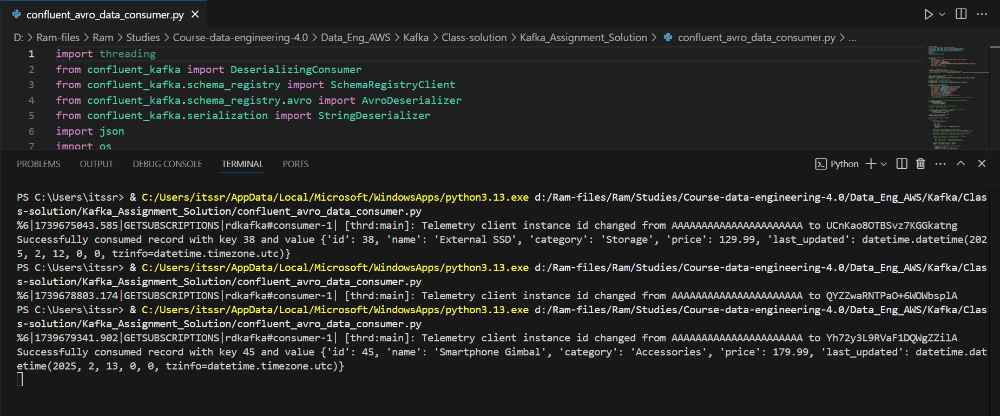 confluent_avro_data_consumer.py
D: > Ram-files > Ram > Studies > Course-data-engineering-4.0 > Data_Eng_AWS > Kafka > Class-solution > Kafka_Assignment_Solution > confluent_avro_data_consumer.py > ...
1 import threading
2 from confluent_kafka import DeserializingConsumer
3 from confluent_kafka.schema_registry import SchemaRegistryClient
4 from confluent_kafka.schema_registry.avro import AvroDeserializer
5 from confluent_kafka.serialization import StringDeserializer
6 import json
7 import os
PROBLEMS OUTPUT DEBUG CONSOLE TERMINAL PORTS Python
PS C:\Users\itssr> & C:/Users/itssr/AppData/Local/Microsoft/WindowsApps/python3.13.exe d:/Ram-files/Ram/Studies/Course-data-engineering-4.0/Data_Eng_AWS/Kafka/Clas
s-solution/Kafka_Assignment_Solution/confluent_avro_data_consumer.py
%6|1739675043.585|GETSUBSCRIPTIONS|rdkafka#consumer-1| [thrd:main]: Telemetry client instance id changed from AAAAAAAAAAAAAAAAAAAAAA to UCnKao8OTBSvz7KGGkatng
Successfully consumed record with key 38 and value {'id': 38, 'name': 'External SSD', 'category': 'Storage', 'price': 129.99, 'last_updated': datetime.datetime(202
5, 2, 12, 0, 0, tzinfo=datetime.timezone.utc)}
PS C:\Users\itssr> & C:/Users/itssr/AppData/Local/Microsoft/WindowsApps/python3.13.exe d:/Ram-files/Ram/Studies/Course-data-engineering-4.0/Data_Eng_AWS/Kafka/Clas
s-solution/Kafka_Assignment_Solution/confluent_avro_data_consumer.py
%6|1739678803.174|GETSUBSCRIPTIONS|rdkafka#consumer-1| [thrd:main]: Telemetry client instance id changed from AAAAAAAAAAAAAAAAAAAAAA to QYZZwaRNTPaO+6WOWbsplA
PS C:\Users\itssr> & C:/Users/itssr/AppData/Local/Microsoft/WindowsApps/python3.13.exe d:/Ram-files/Ram/Studies/Course-data-engineering-4.0/Data_Eng_AWS/Kafka/Clas
s-solution/Kafka_Assignment_Solution/confluent_avro_data_consumer.py
%6|1739679341.902|GETSUBSCRIPTIONS|rdkafka#consumer-1| [thrd:main]: Telemetry client instance id changed from AAAAAAAAAAAAAAAAAAAAAA to Yh72y3L9RVaF1DQWgZZilA
Successfully consumed record with key 45 and value {'id': 45, 'name': 'Smartphone Gimbal', 'category': 'Accessories', 'price': 179.99, 'last_updated': datetime.dat
etime(2025, 2, 13, 0, 0, tzinfo=datetime.timezone.utc)}